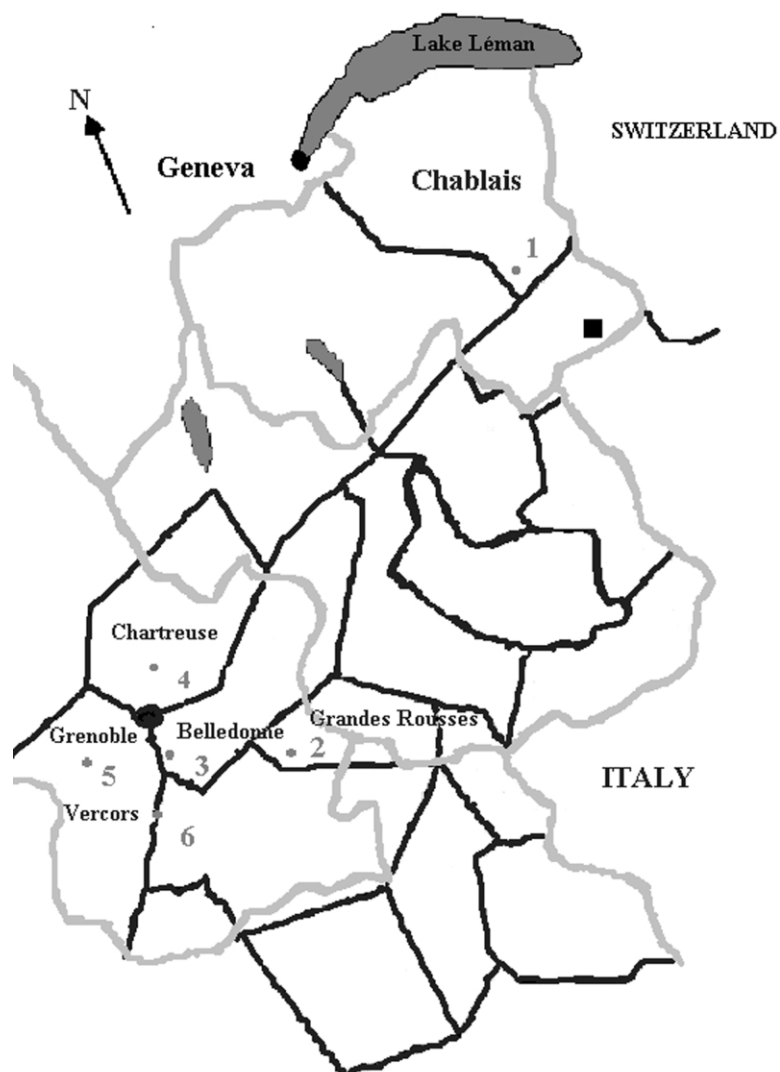 Lake Léman
N
SWITZERLAND
Geneva
Chablais
1
Chartreuse
4
Grandes Rousses
Belledonne
Grenoble
2
3
5
ITALY
Vercors
6